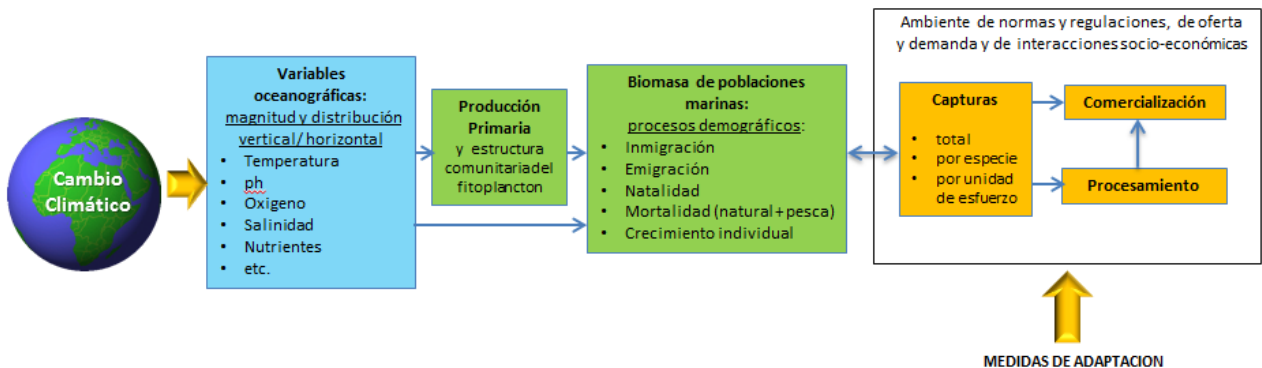 Cambio
Climático
Variables
oceanográficas:
magnitud y distribución
vertical/horizontal
• Temperatura
• ph
• Oxigeno
• Salinidad
• Nutrientes
• etc.
Producción
Primaria
y estructura
comunitaria del
fitoplancton
Biomasa de poblaciones
marinas:
procesos demográficos:
• Inmigración
• Emigración
• Natalidad
• Mortalidad (natural + pesca)
• Crecimiento individual
Ambiente de normas y regulaciones, de oferta
y demanda y de interacciones socio-económicas
Capturas
• total
• por especie
• por unidad
de esfuerzo
Comercialización
Procesamiento
MEDIDAS DE ADAPTACION